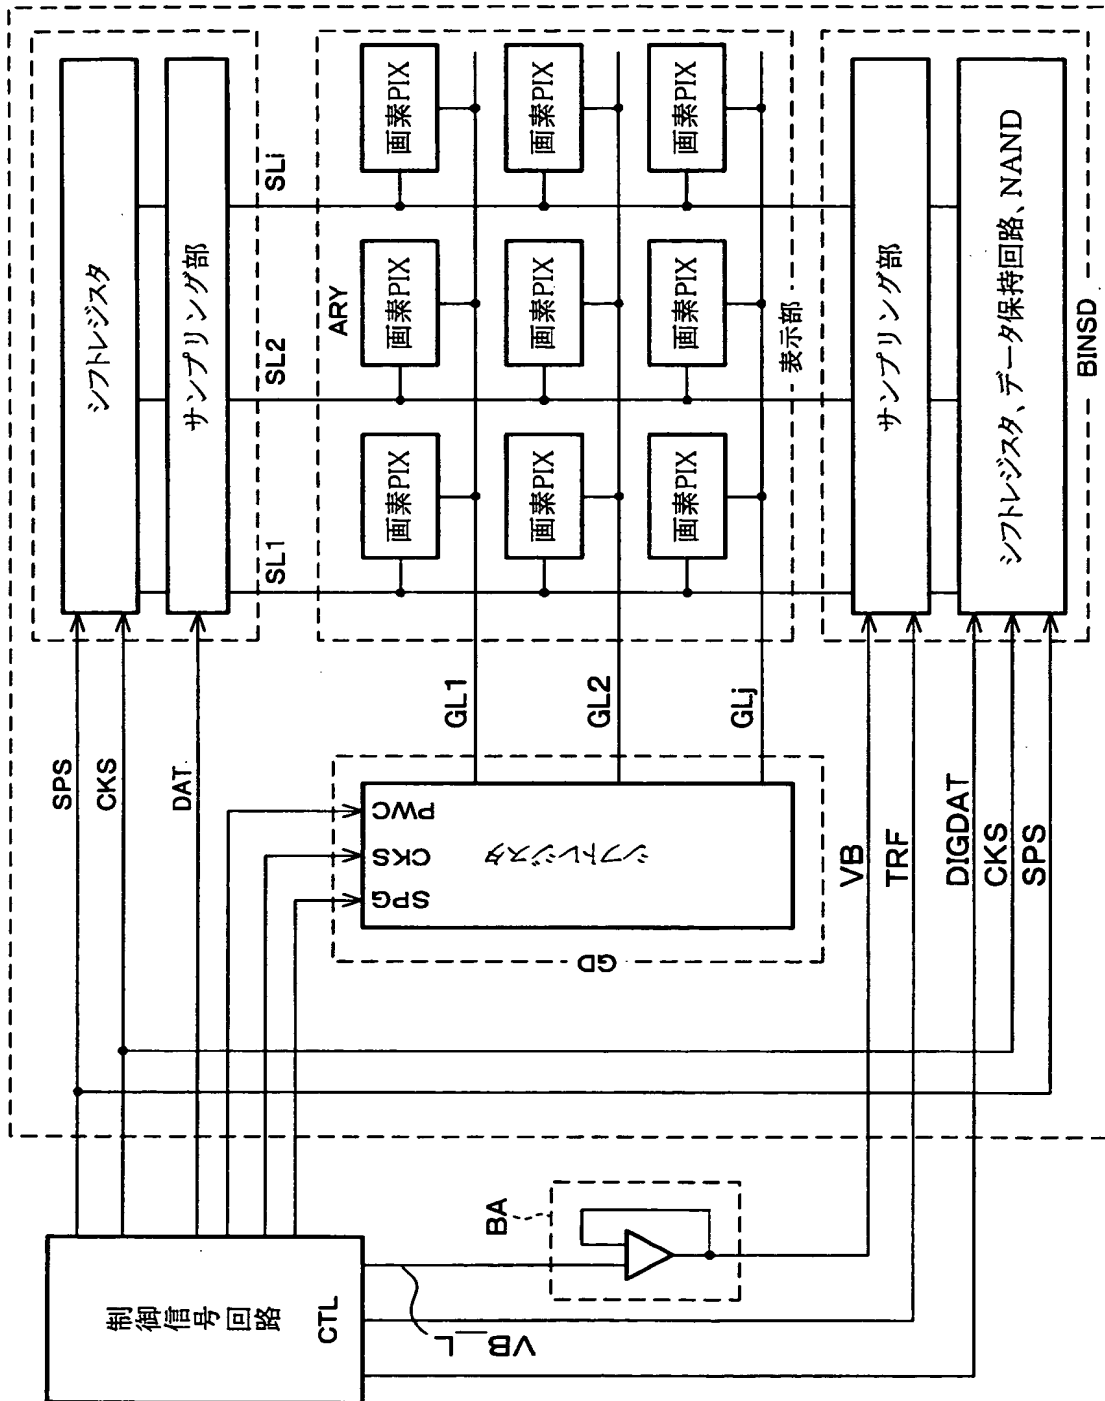 シフトレジスタ
サンプリング部
SL1
SL2
SLi
ARY
画素PIX
画素PIX
画素PIX
画素PIX
画素PIX
画素PIX
画素PIX
画素PIX
画素PIX
表示部
サンプリング部
シフトレジスタ、データ保持回路、NAND
BINSD
SPS
CKS
DAT
GL1
GL2
GLj
PWC
CKS
SPG
シフトレジスタ
GD
VB
TRF
DIGDAT
CKS
SPS
BA
制御信号回路
CTL
VB_L